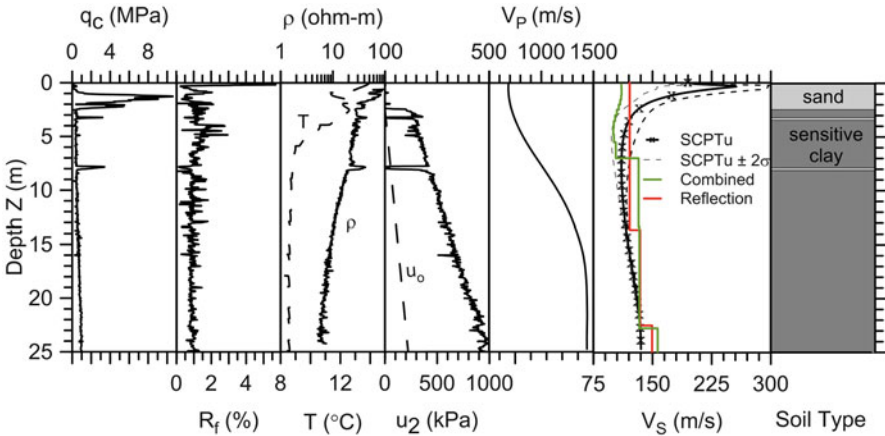 q_c (MPa) ρ (ohm-m) V_P (m/s)
0 4 8 1 10 100 500 1000 1500
0
5
10
15
20
25
Depth Z (m)
T
ρ
u_o
SCPTu
SCPTu ± 2σ
Combined
Reflection
sand
sensitive
clay
0 2 4 6 8 12 0 500 1000 75 150 225 300
R_f (%) T (°C) u_2 (kPa) V_S (m/s) Soil Type